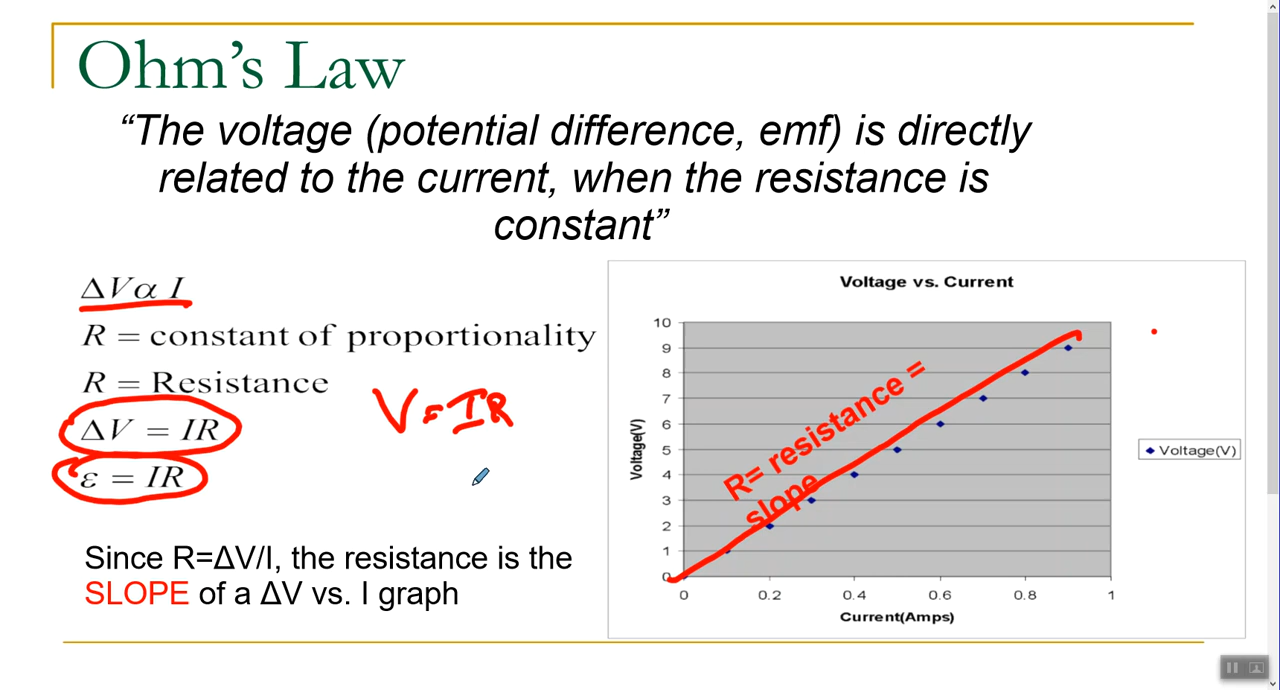 Ohm's Law
“The voltage (potential difference, emf) is directly
related to the current, when the resistance is
constant”
ΔV α I
R = constant of proportionality
R = Resistance
ΔV = IR
ε = IR
V = IR
Since R=ΔV/I, the resistance is the
SLOPE of a ΔV vs. I graph
Voltage vs. Current
Voltage(V)
10
9
8
7
6
5
4
3
2
1
0
R= resistance =
slope
0 0.2 0.4 0.6 0.8 1
Current(Amps)
Voltage(V)